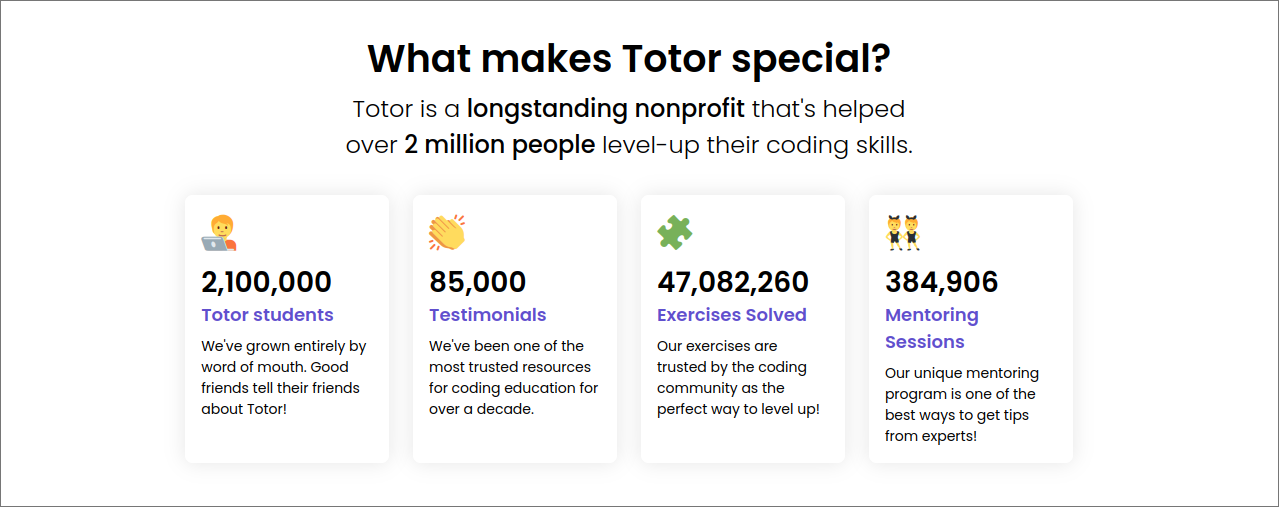 What makes Totor special?
Totor is a longstanding nonprofit that's helped
over 2 million people level-up their coding skills.
2,100,000
Totor students
We've grown entirely by
word of mouth. Good
friends tell their friends
about Totor!
85,000
Testimonials
We've been one of the
most trusted resources
for coding education for
over a decade.
47,082,260
Exercises Solved
Our exercises are
trusted by the coding
community as the
perfect way to level up!
384,906
Mentoring
Sessions
Our unique mentoring
program is one of the
best ways to get tips
from experts!